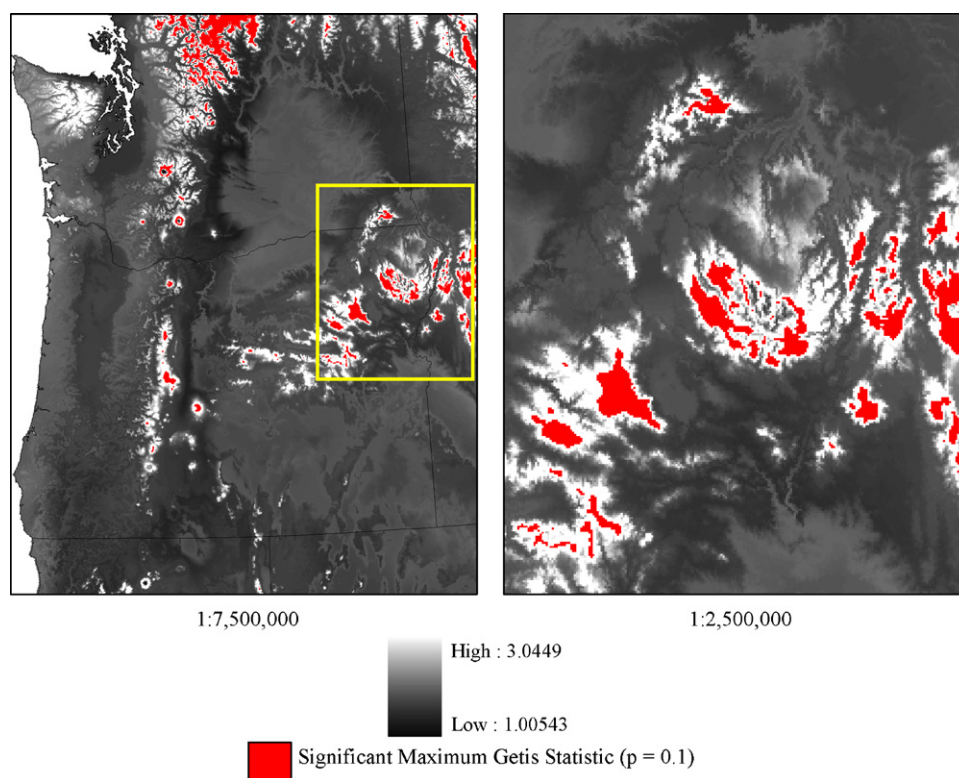 1:7,500,000
1:2,500,000
High : 3.0449
Low : 1.00543
Significant Maximum Getis Statistic (p = 0.1)